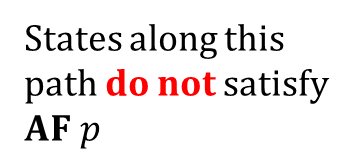 States along this
path do not satisfy
AF p